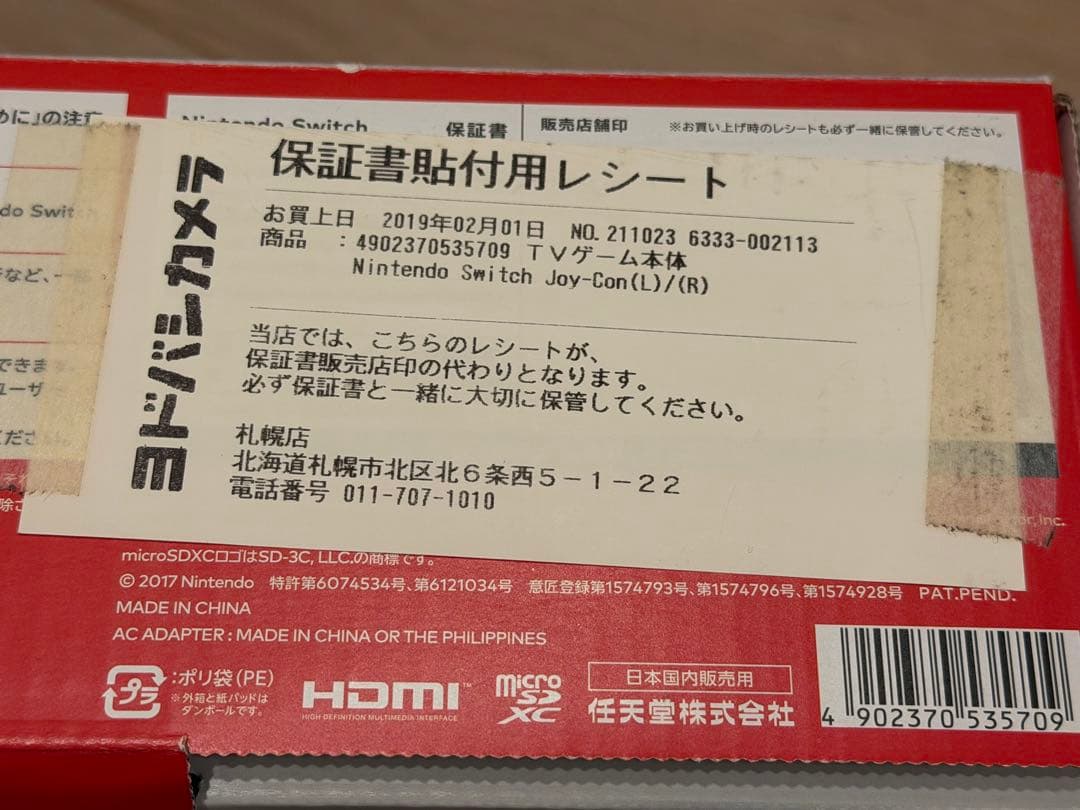 めに」の注意
Nintendo Switch 保証書
販売店舗印 ※お買い上げ時のレシートも必ず一緒に保管してください。
ヨドバシカメラ
保証書貼付用レシート
お買上日 2019年02月01日 NO.211023 6333-002113
商品 :4902370535709 TVゲーム本体
Nintendo Switch Joy-Con(L)/(R)
当店では、こちらのレシートが、
保証書販売店印の代わりとなります。
必ず保証書と一緒に大切に保管してください。
札幌店
北海道札幌市北区北6条西5-1-22
電話番号 011-707-1010
microSDXCロゴはSD-3C, LLC.の商標です。
© 2017 Nintendo 特許第6074534号、第6121034号 意匠登録第1574793号、第1574796号、第1574928号 PAT.PEND.
MADE IN CHINA
AC ADAPTER : MADE IN CHINA OR THE PHILIPPINES
プラ
:ポリ袋(PE)
※外箱と紙パッドは
ダンボールです。
HDMI™
HIGH-DEFINITION MULTIMEDIA INTERFACE
micro
SD
XC
日本国内販売用
任天堂株式会社
4 902370 535709